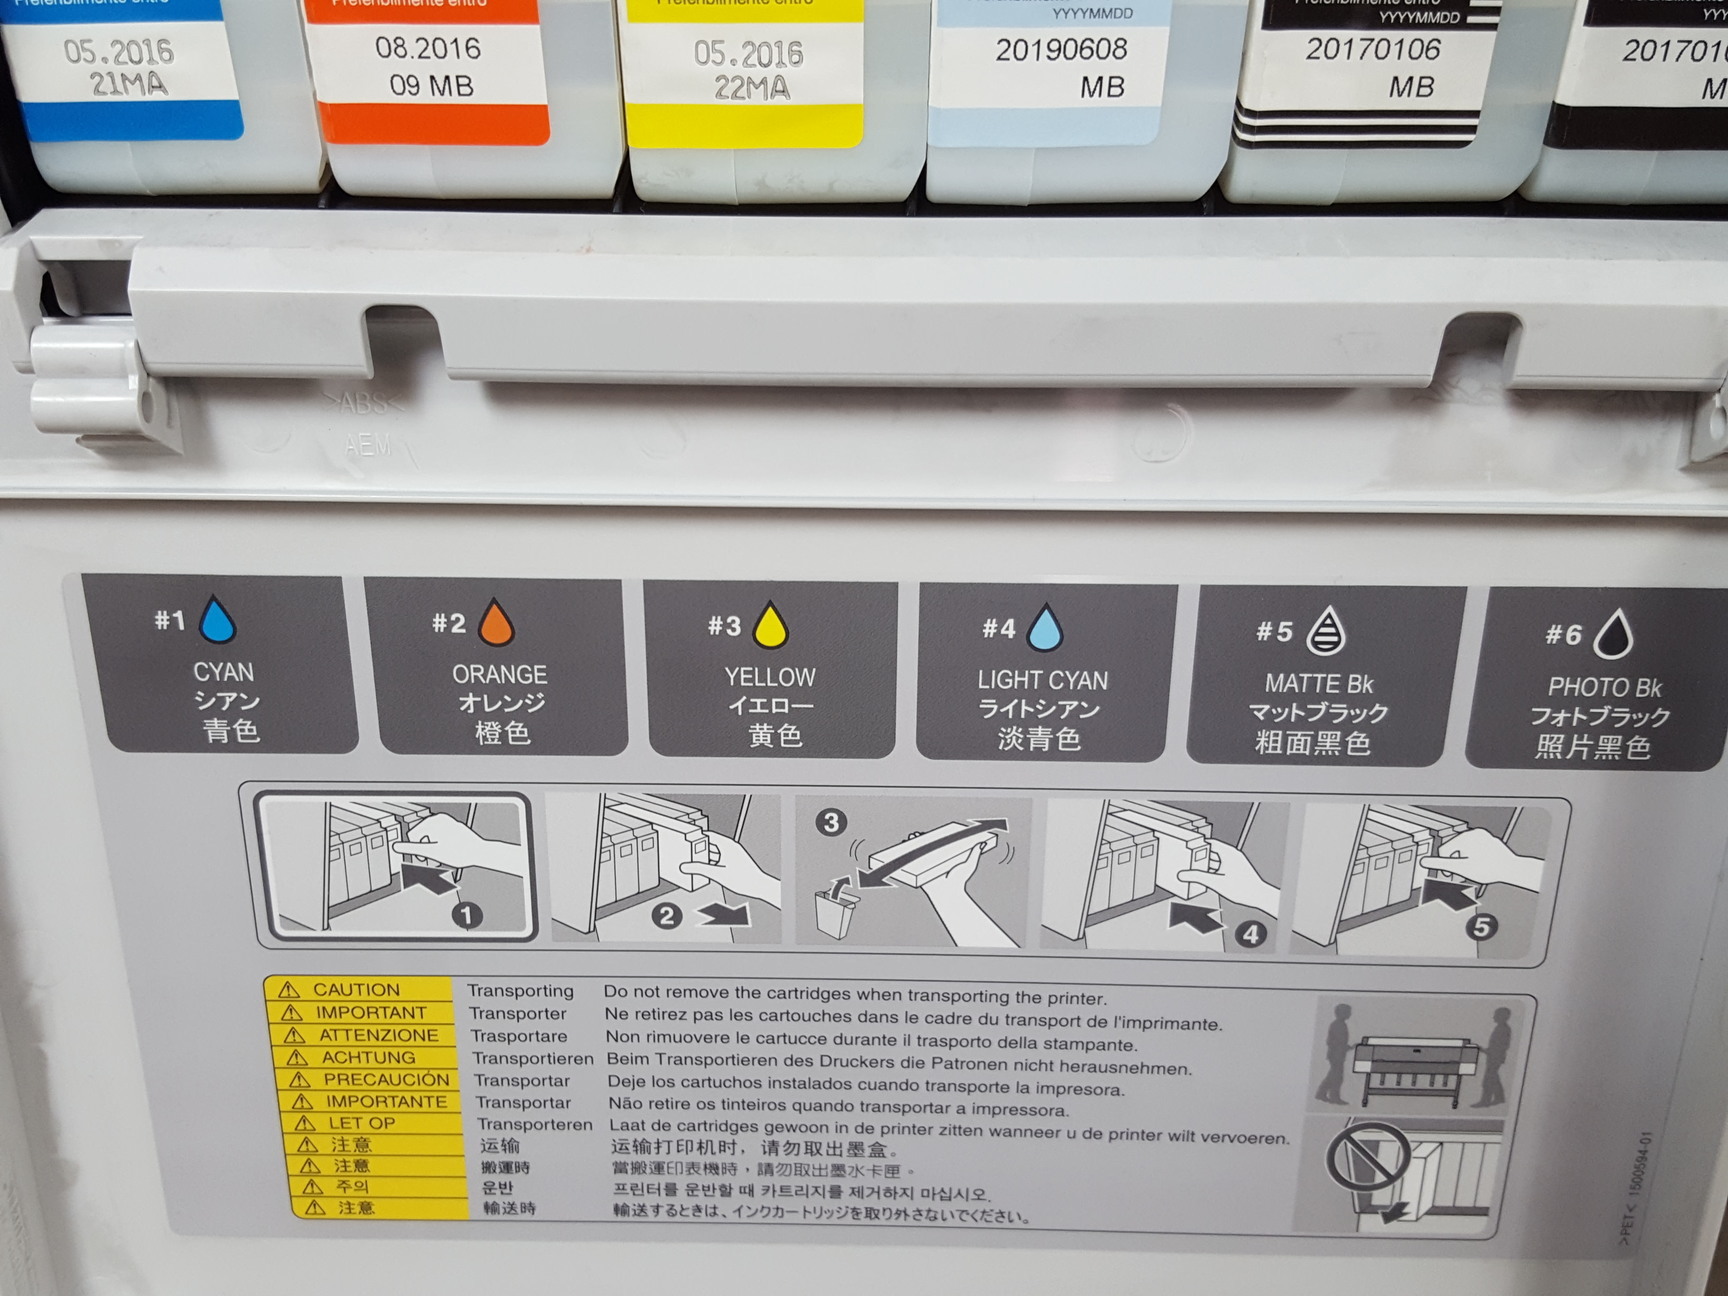 Preferibilmente entro
05.2016
21MA
Preferibilmente entro
08.2016
09 MB
Preferibilmente entro
05.2016
22MA
Preferibilmente entro
YYYYMMDD
20190608
MB
Preferibilmente entro
YYYYMMDD
20170106
MB
>ABS<
AEM
#1
CYAN
シアン
青色
#2
ORANGE
オレンジ
橙色
#3
YELLOW
イエロー
黄色
#4
LIGHT CYAN
ライトシアン
淡青色
#5
MATTE Bk
マットブラック
粗面黑色
#6
PHOTO Bk
フォトブラック
照片黑色
1
2
3
4
5
CAUTION Transporting Do not remove the cartridges when transporting the printer.
IMPORTANT Transporter Ne retirez pas les cartouches dans le cadre du transport de l'imprimante.
ATTENZIONE Trasportare Non rimuovere le cartucce durante il trasporto della stampante.
ACHTUNG Transportieren Beim Transportieren des Druckers die Patronen nicht herausnehmen.
PRECAUCIÓN Transportar Deje los cartuchos instalados cuando transporte la impresora.
IMPORTANTE Transportar Não retire os tinteiros quando transportar a impressora.
LET OP Transporteren Laat de cartridges gewoon in de printer zitten wanneer u de printer wilt vervoeren.
注意 运输 运输打印机时，请勿取出墨盒。
注意 搬運時 當搬運印表機時，請勿取出墨水卡匣。
주의 운반 프린터를 운반할 때 카트리지를 제거하지 마십시오.
注意 輸送時 輸送するときは、インクカートリッジを取り外さないでください。
>PET< 1500594-01